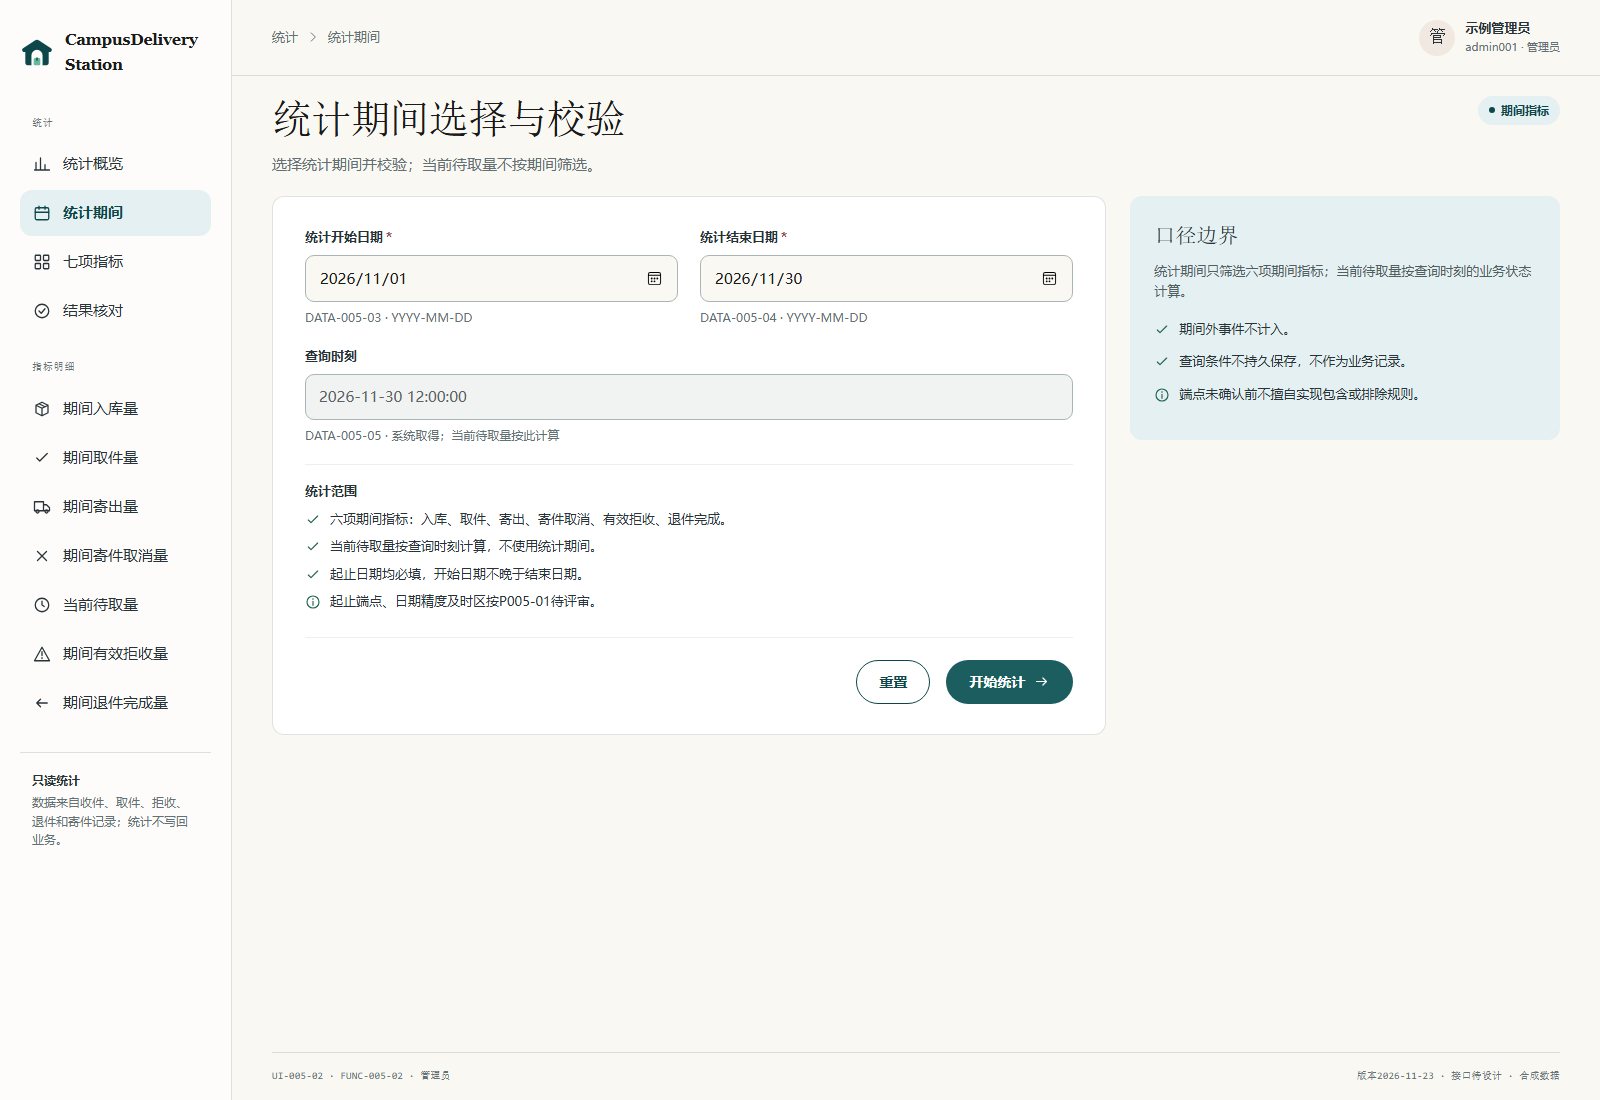 CampusDelivery
Station
统计
统计概览
统计期间
七项指标
结果核对
指标明细
期间入库量
期间取件量
期间寄出量
期间寄件取消量
当前待取量
期间有效拒收量
期间退件完成量
只读统计
数据来自收件、取件、拒收、
退件和寄件记录；统计不写回
业务。
统计 > 统计期间
管
示例管理员
admin001 · 管理员
统计期间选择与校验
期间指标
选择统计期间并校验；当前待取量不按期间筛选。
统计开始日期 *
2026/11/01
DATA-005-03 · YYYY-MM-DD
统计结束日期 *
2026/11/30
DATA-005-04 · YYYY-MM-DD
查询时刻
2026-11-30 12:00:00
DATA-005-05 · 系统取得；当前待取量按此计算
统计范围
六项期间指标：入库、取件、寄出、寄件取消、有效拒收、退件完成。
当前待取量按查询时刻计算，不使用统计期间。
起止日期均必填，开始日期不晚于结束日期。
起止端点、日期精度及时区按P005-01待评审。
重置
开始统计 →
口径边界
统计期间只筛选六项期间指标；当前待取量按查询时刻的业务状态
计算。
期间外事件不计入。
查询条件不持久保存，不作为业务记录。
端点未确认前不擅自实现包含或排除规则。
UI-005-02 · FUNC-005-02 · 管理员
版本2026-11-23 · 接口待设计 · 合成数据